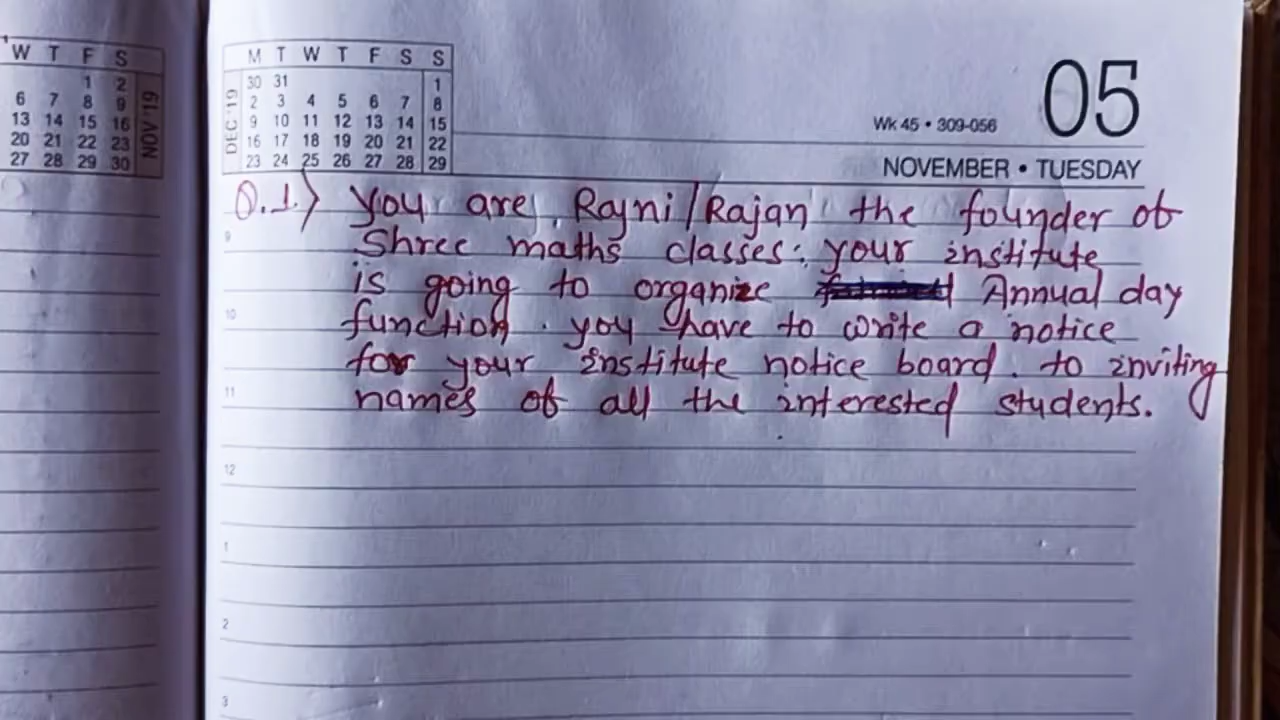 W T F S
1 2
6 7 8 9
13 14 15 16
20 21 22 23
27 28 29 30
NOV '19
M T W T F S S
30 31 1
2 3 4 5 6 7 8
9 10 11 12 13 14 15
16 17 18 19 20 21 22
23 24 25 26 27 28 29
DEC '19
05
Wk 45 • 309-056
NOVEMBER • TUESDAY
Q.1.) You are Rajni/Rajan the founder of
Shree maths classes. your institute
is going to organize Annual day
function. you have to write a notice
for your institute notice board. to inviting
names of all the interested students.
9
10
11
12
1
2
3